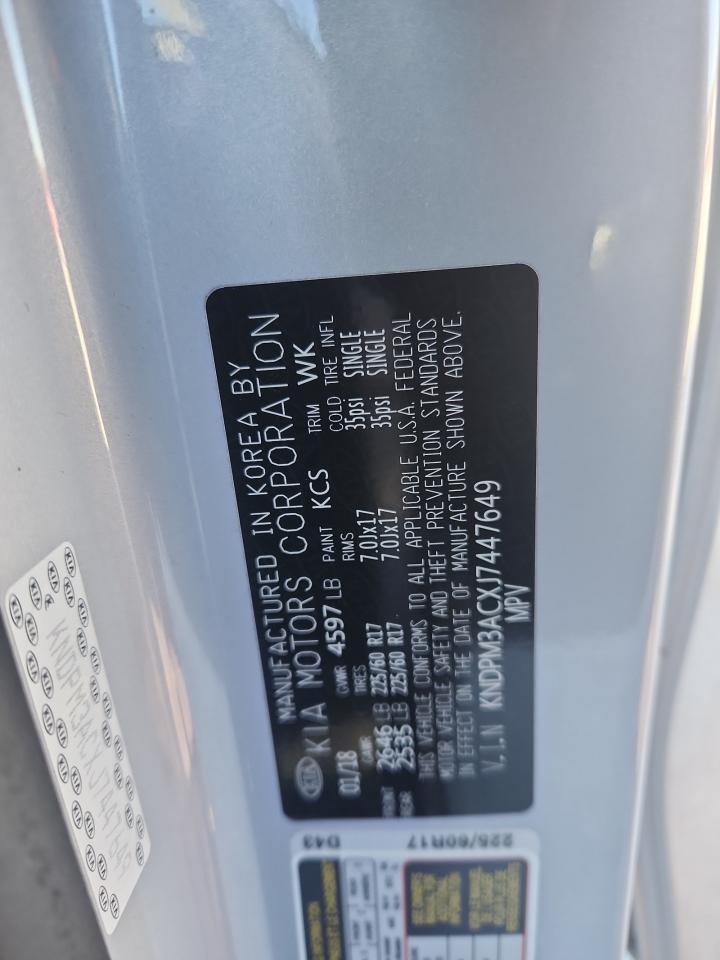 MANUFACTURED IN KOREA BY
KIA KIA MOTORS CORPORATION
01/18 GVWR 4597 LB PAINT KCS TRIM WK
GAWR TIRES RIMS COLD TIRE INFL
2646 LB 225/60 R17 7.0Jx17 35psi SINGLE
2535 LB 225/60 R17 7.0Jx17 35psi SINGLE
THIS VEHICLE CONFORMS TO ALL APPLICABLE U.S.A. FEDERAL
MOTOR VEHICLE SAFETY AND THEFT PREVENTION STANDARDS
IN EFFECT ON THE DATE OF MANUFACTURE SHOWN ABOVE.
V.I.N KNDPM3ACXJ7447649
MPV
KNDPM3ACXJ7447649
D43 225/60R17